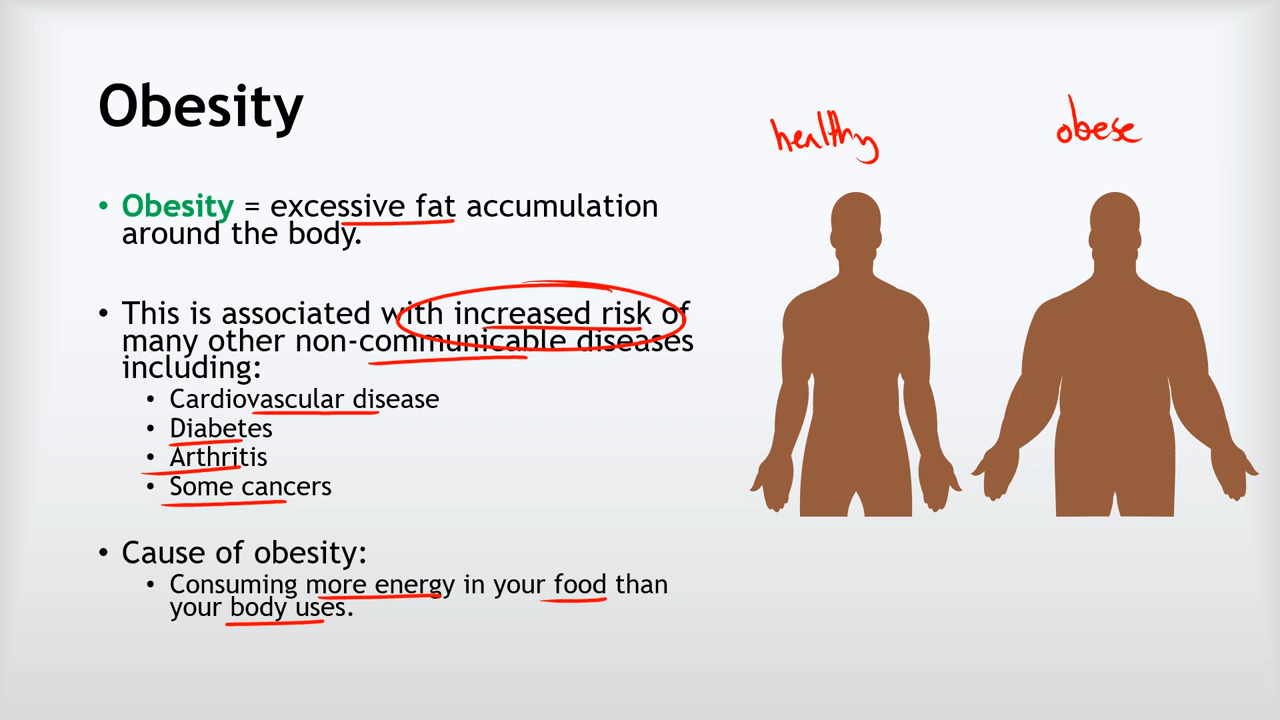 Obesity
healthy
obese
• Obesity = excessive fat accumulation
around the body.
• This is associated with increased risk of
many other non-communicable diseases
including:
• Cardiovascular disease
• Diabetes
• Arthritis
• Some cancers
• Cause of obesity:
• Consuming more energy in your food than
your body uses.